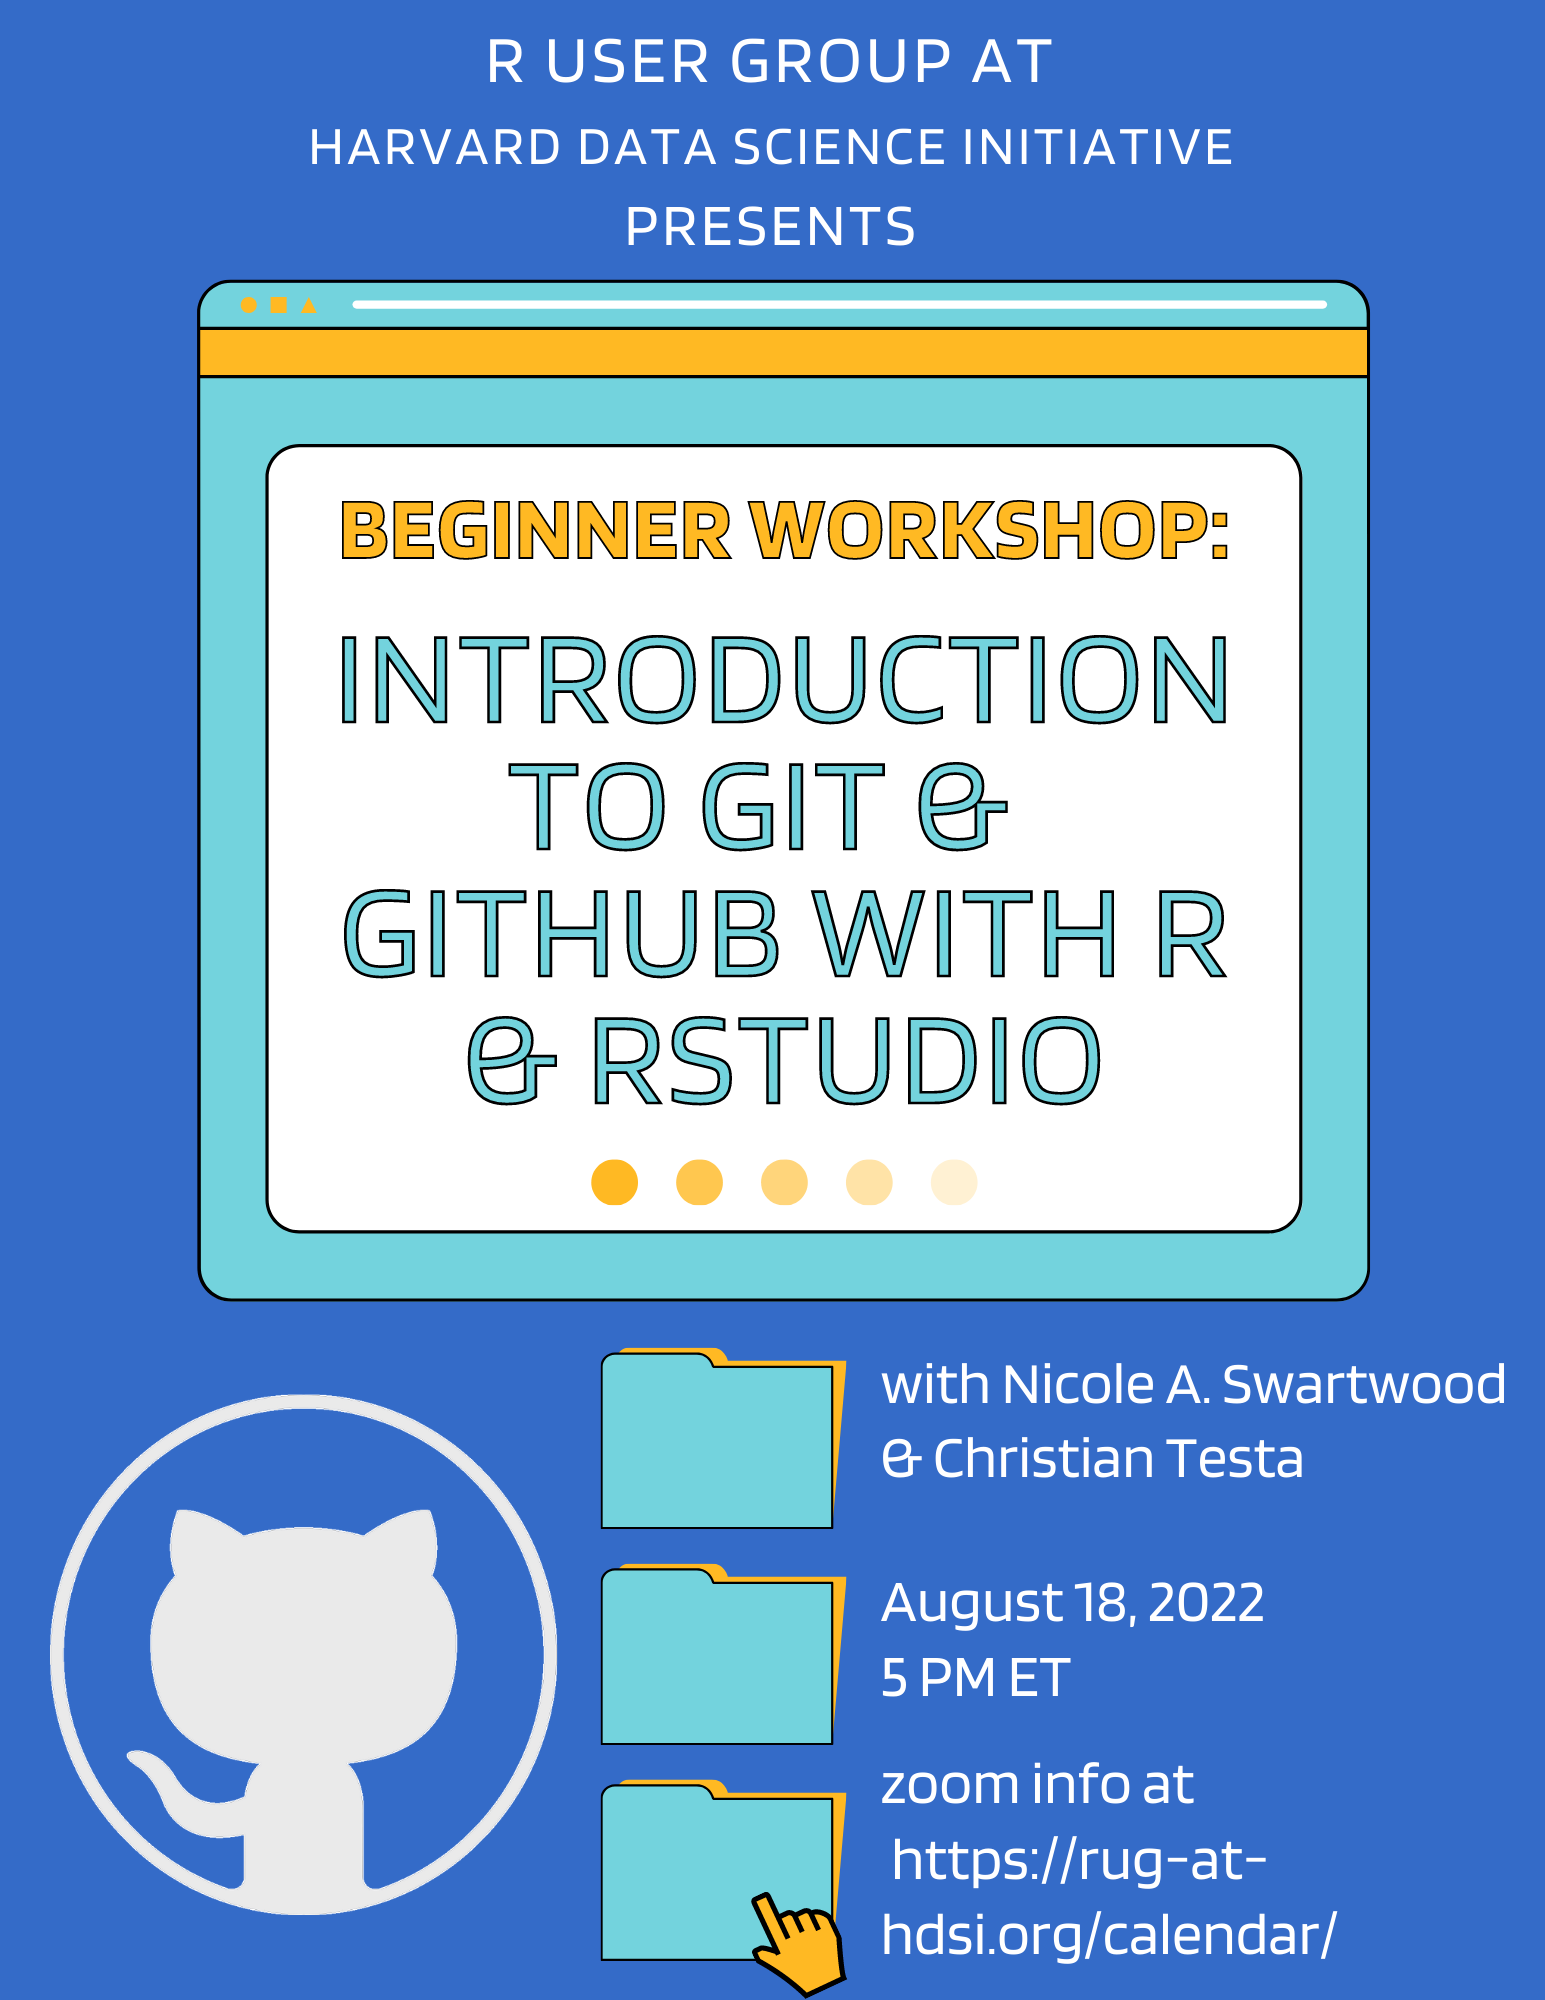 R USER GROUP AT
HARVARD DATA SCIENCE INITIATIVE
PRESENTS
BEGINNER WORKSHOP:
INTRODUCTION
TO GIT &
GITHUB WITH R
& RSTUDIO
with Nicole A. Swartwood
& Christian Testa
August 18, 2022
5 PM ET
zoom info at
https://rug-at-
hdsi.org/calendar/